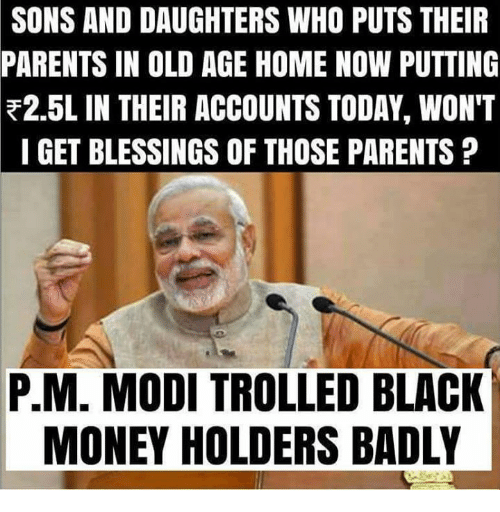 SONS AND DAUGHTERS WHO PUTS THEIR
PARENTS IN OLD AGE HOME NOW PUTTING
₹2.5L IN THEIR ACCOUNTS TODAY, WON'T
I GET BLESSINGS OF THOSE PARENTS ?
P.M. MODI TROLLED BLACK
MONEY HOLDERS BADLY